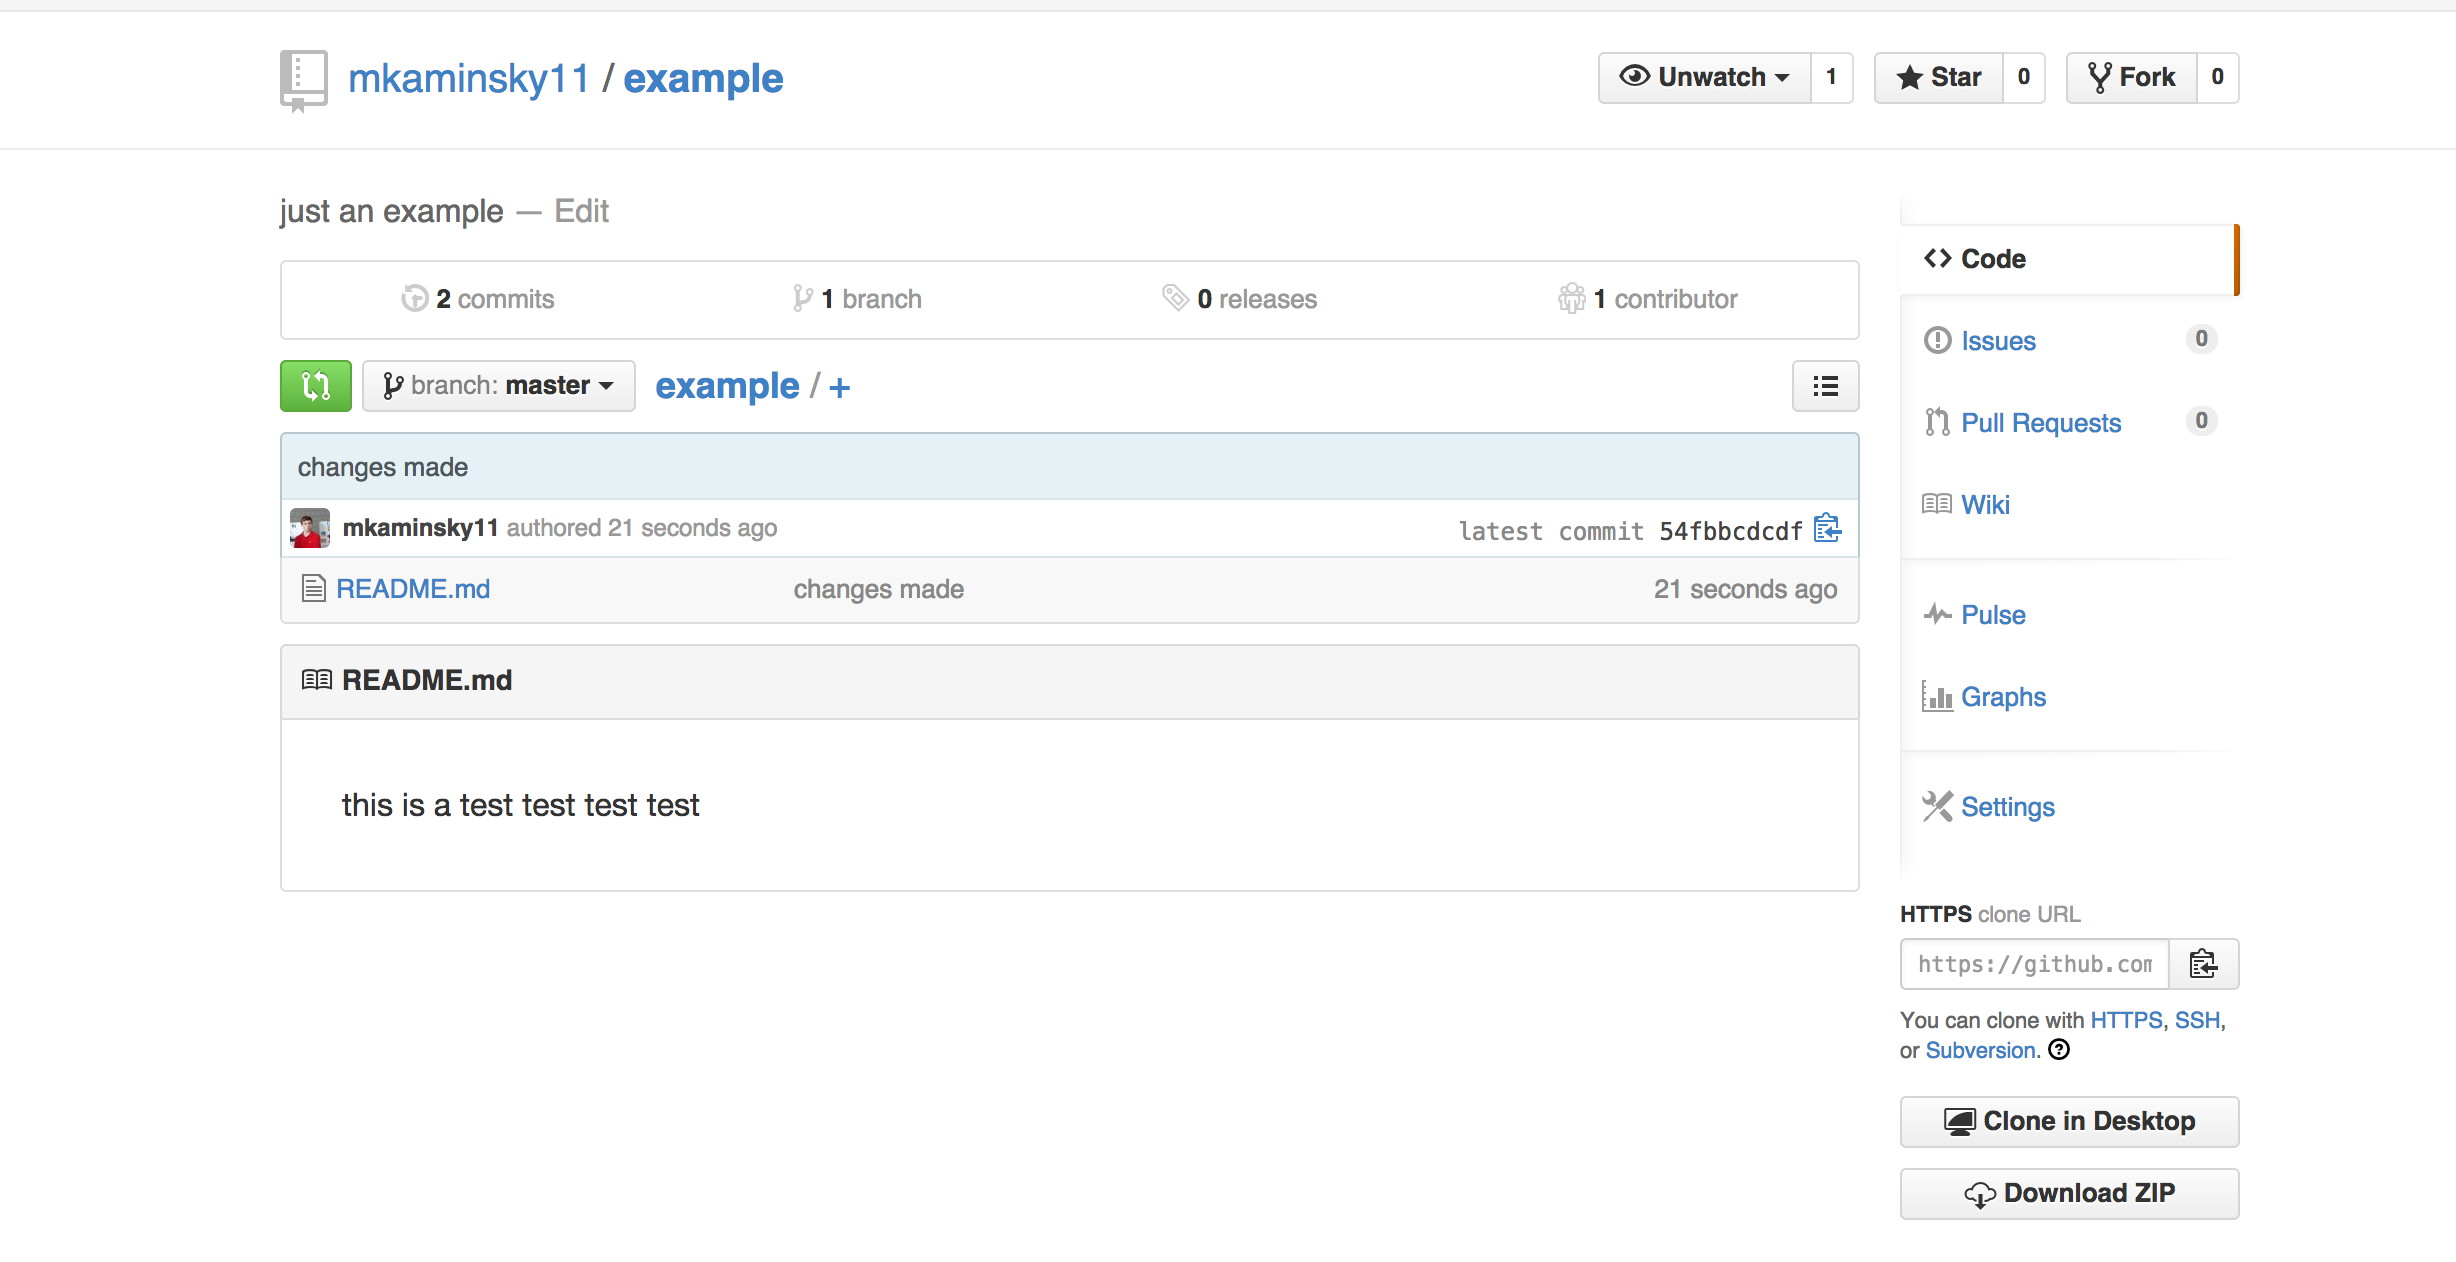 mkaminsky11 / example
Unwatch 1 Star 0 Fork 0
just an example — Edit
2 commits 1 branch 0 releases 1 contributor
branch: master example / +
changes made
mkaminsky11 authored 21 seconds ago latest commit 54fbbcdcdf
README.md changes made 21 seconds ago
README.md
this is a test test test test
Code
Issues 0
Pull Requests 0
Wiki
Pulse
Graphs
Settings
HTTPS clone URL
https://github.com
You can clone with HTTPS, SSH,
or Subversion.
Clone in Desktop
Download ZIP